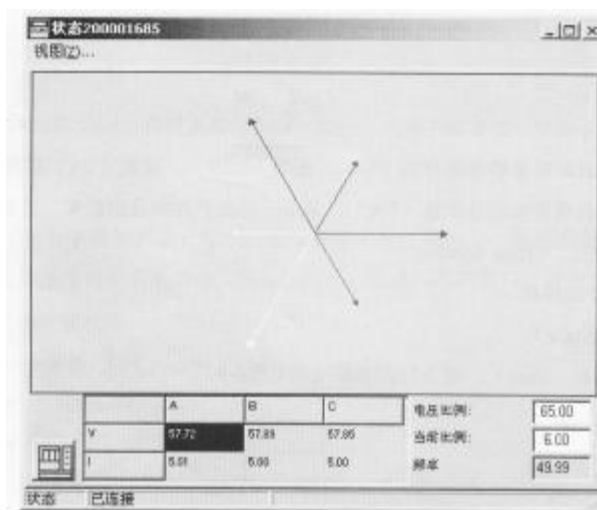 状态200001685
视图(Z)...
A B C 电压比例: 65.00
V 57.72 57.89 57.95 当前比例: 6.00
I 5.01 5.00 5.00 频率 49.99
状态 已连接